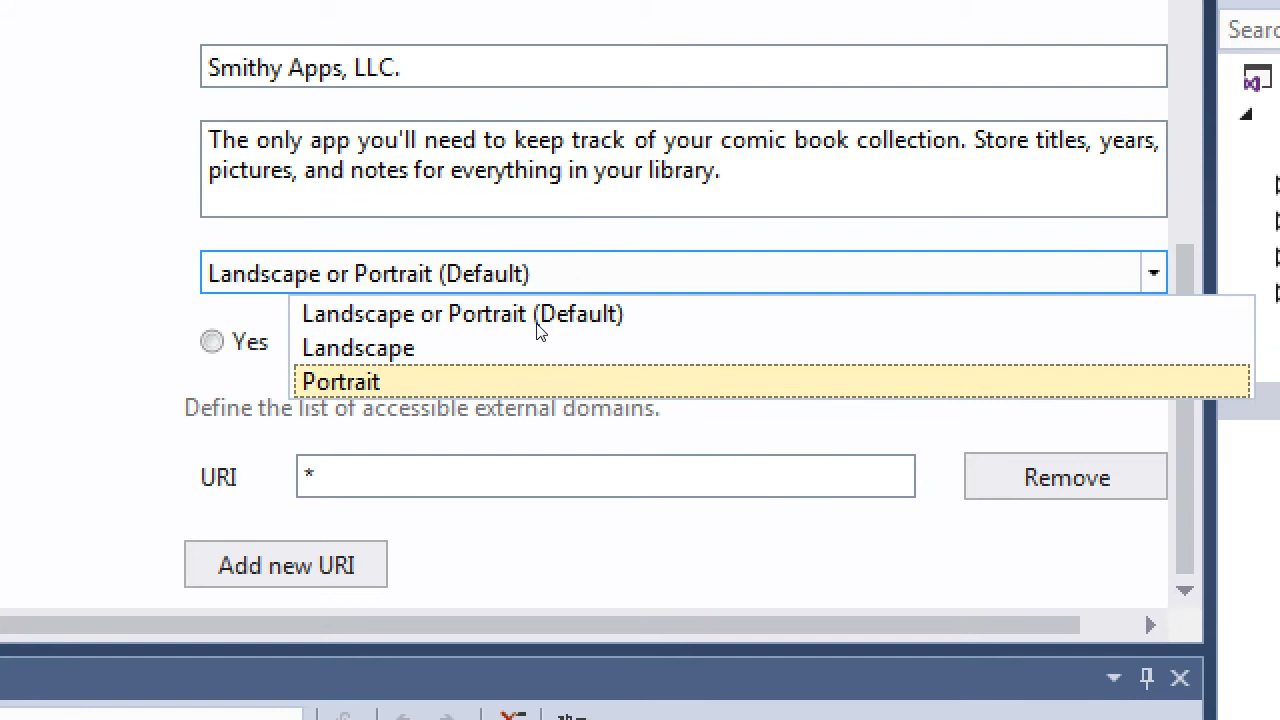 Searc
Smithy Apps, LLC.
The only app you'll need to keep track of your comic book collection. Store titles, years,
pictures, and notes for everything in your library.
Landscape or Portrait (Default)
Landscape or Portrait (Default)
Yes
Landscape
Portrait
Define the list of accessible external domains.
URI
*
Remove
Add new URI